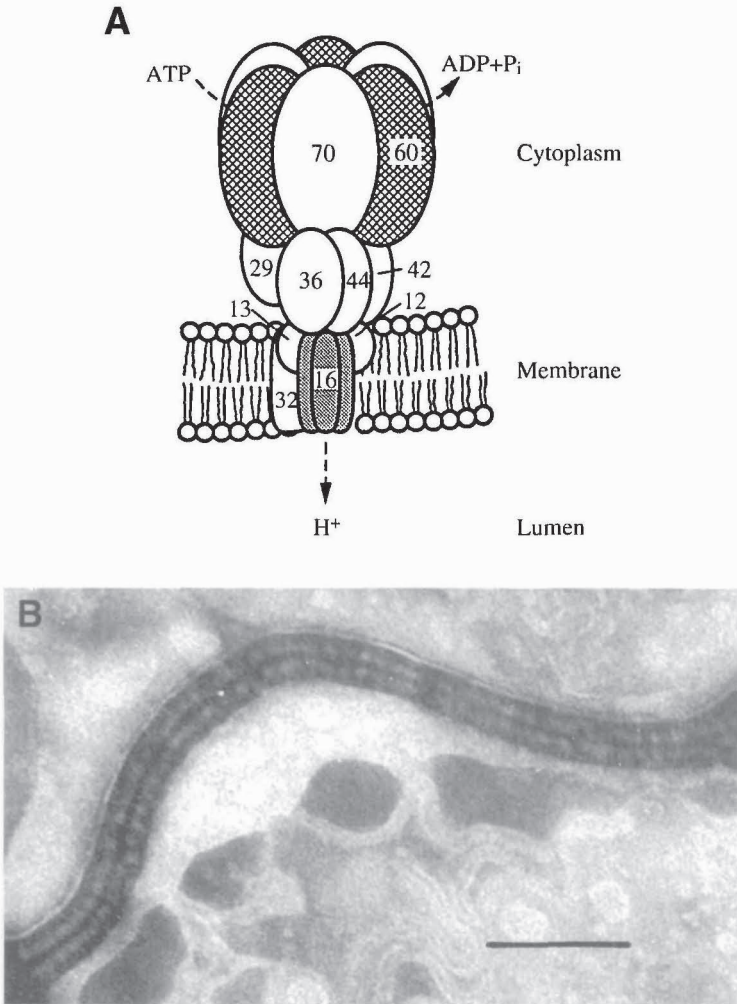 A
ATP
ADP+Pi
70
60
Cytoplasm
29
36
44
42
13
12
16
32
Membrane
H+
Lumen
B